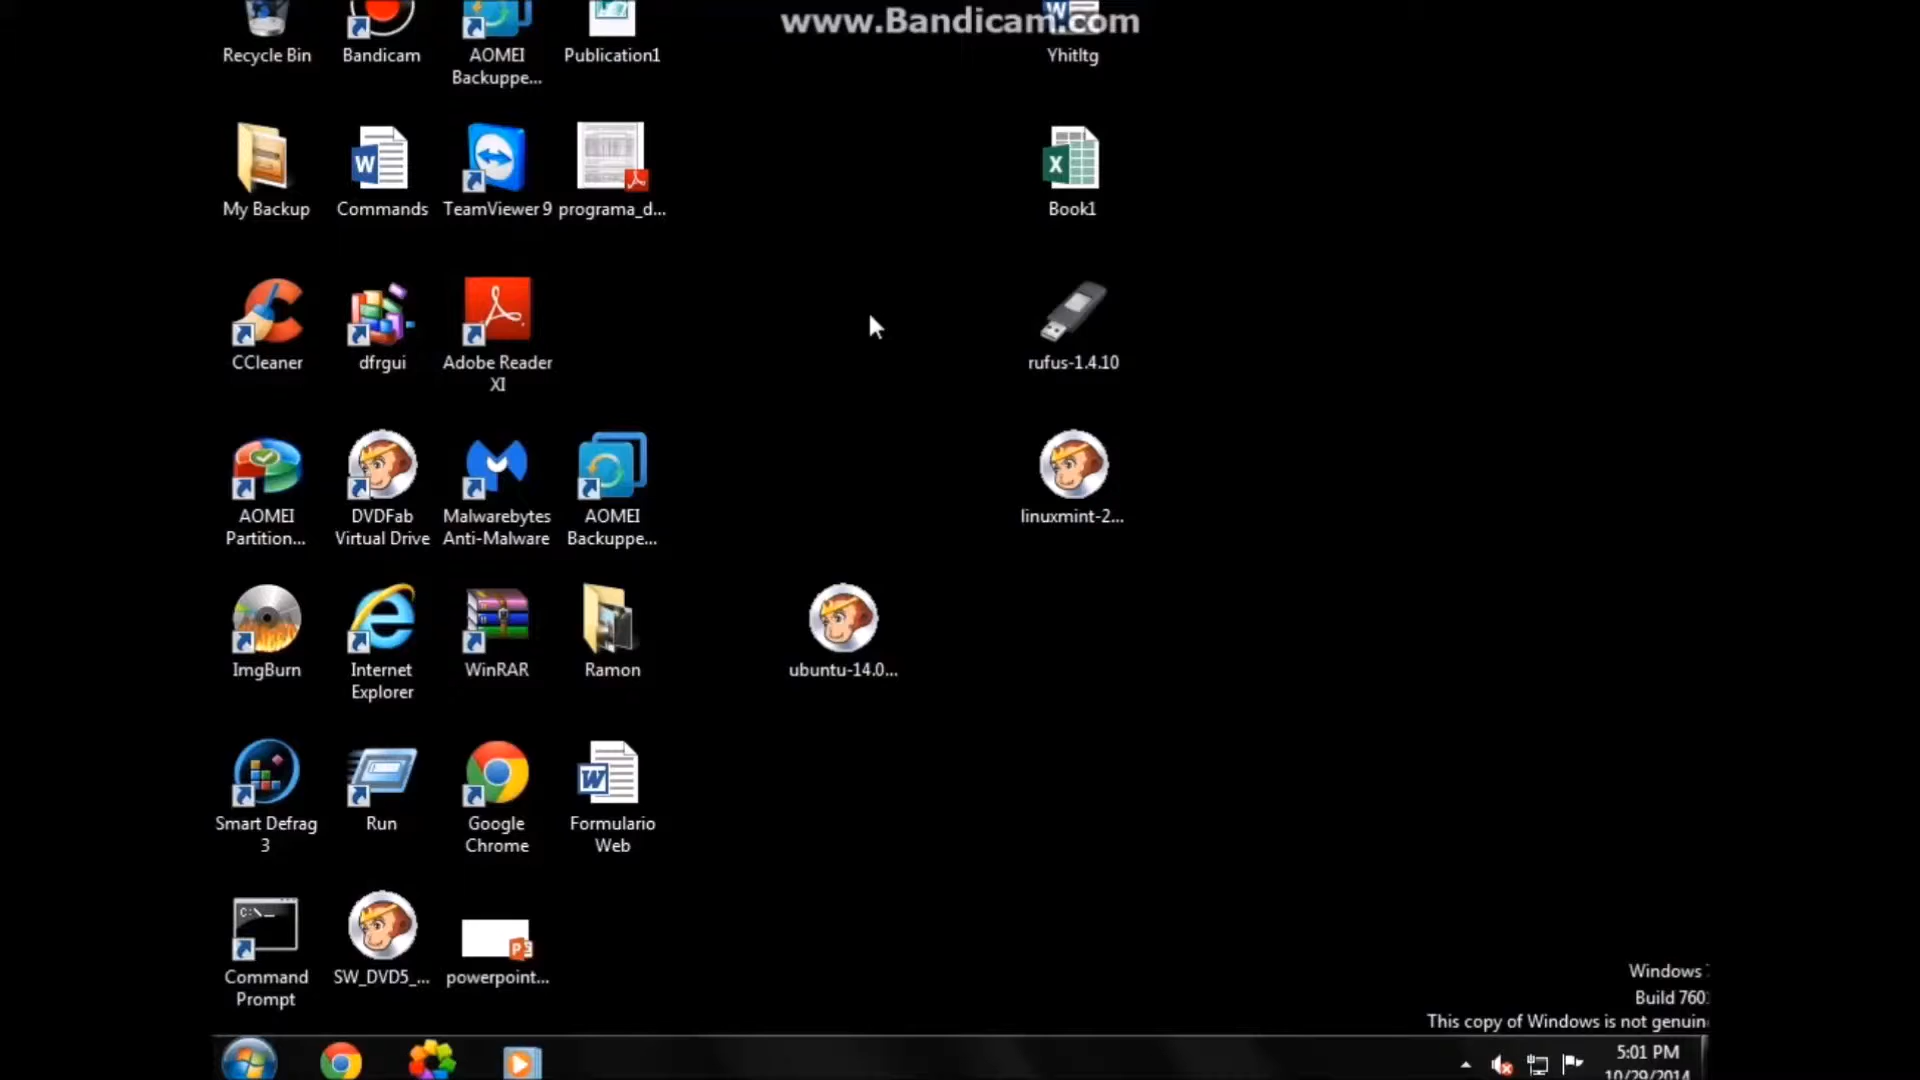 www.Bandicam.com
Recycle Bin
Bandicam
AOMEI
Backuppe...
Publication1
Yhitltg
My Backup
Commands
TeamViewer 9
programa_d...
Book1
CCleaner
dfrgui
Adobe Reader
XI
rufus-1.4.10
AOMEI
Partition...
DVDFab
Virtual Drive
Malwarebytes
Anti-Malware
AOMEI
Backuppe...
linuxmint-2...
ImgBurn
Internet
Explorer
WinRAR
Ramon
ubuntu-14.0...
Smart Defrag
3
Run
Google
Chrome
Formulario
Web
Command
Prompt
SW_DVD5_...
powerpoint...
Windows
Build 760
This copy of Windows is not genuin
5:01 PM
10/29/2014